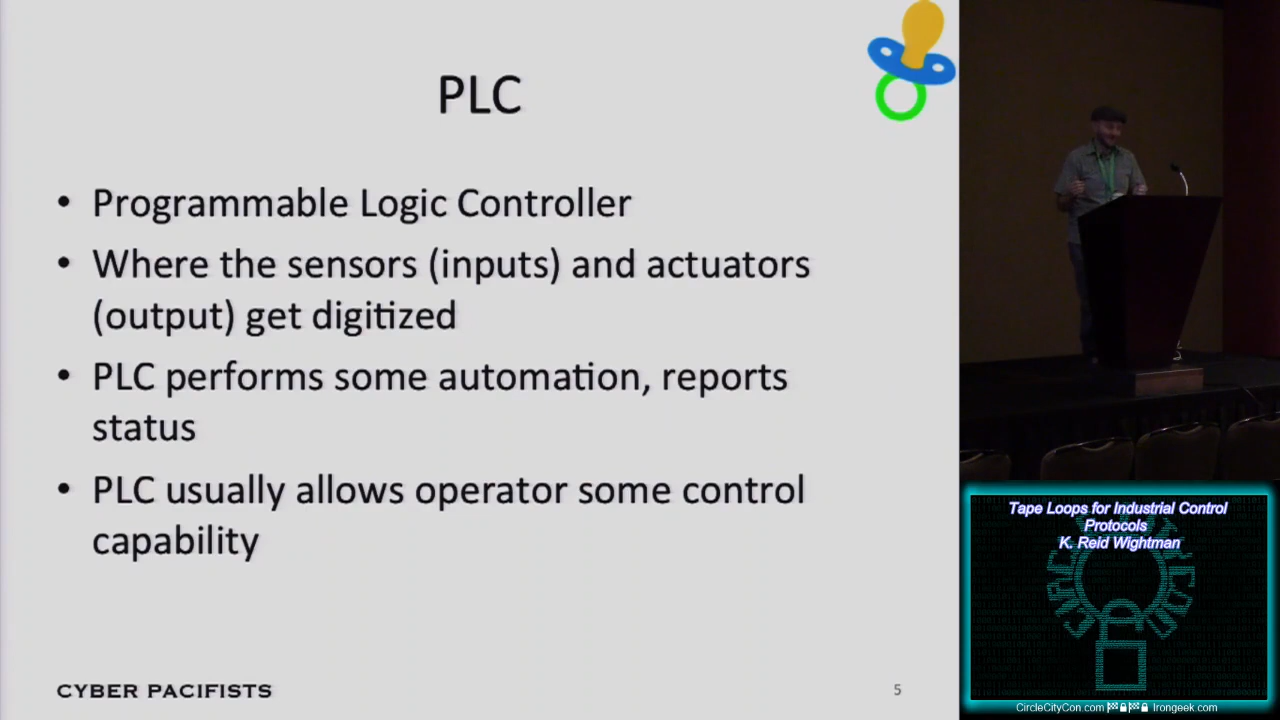 PLC
• Programmable Logic Controller
• Where the sensors (inputs) and actuators
(output) get digitized
• PLC performs some automation, reports
status
• PLC usually allows operator some control
capability
CYBER PACIFISTS
5
Tape Loops for Industrial Control
Protocols
K. Reid Wightman
CircleCityCon.com
Irongeek.com